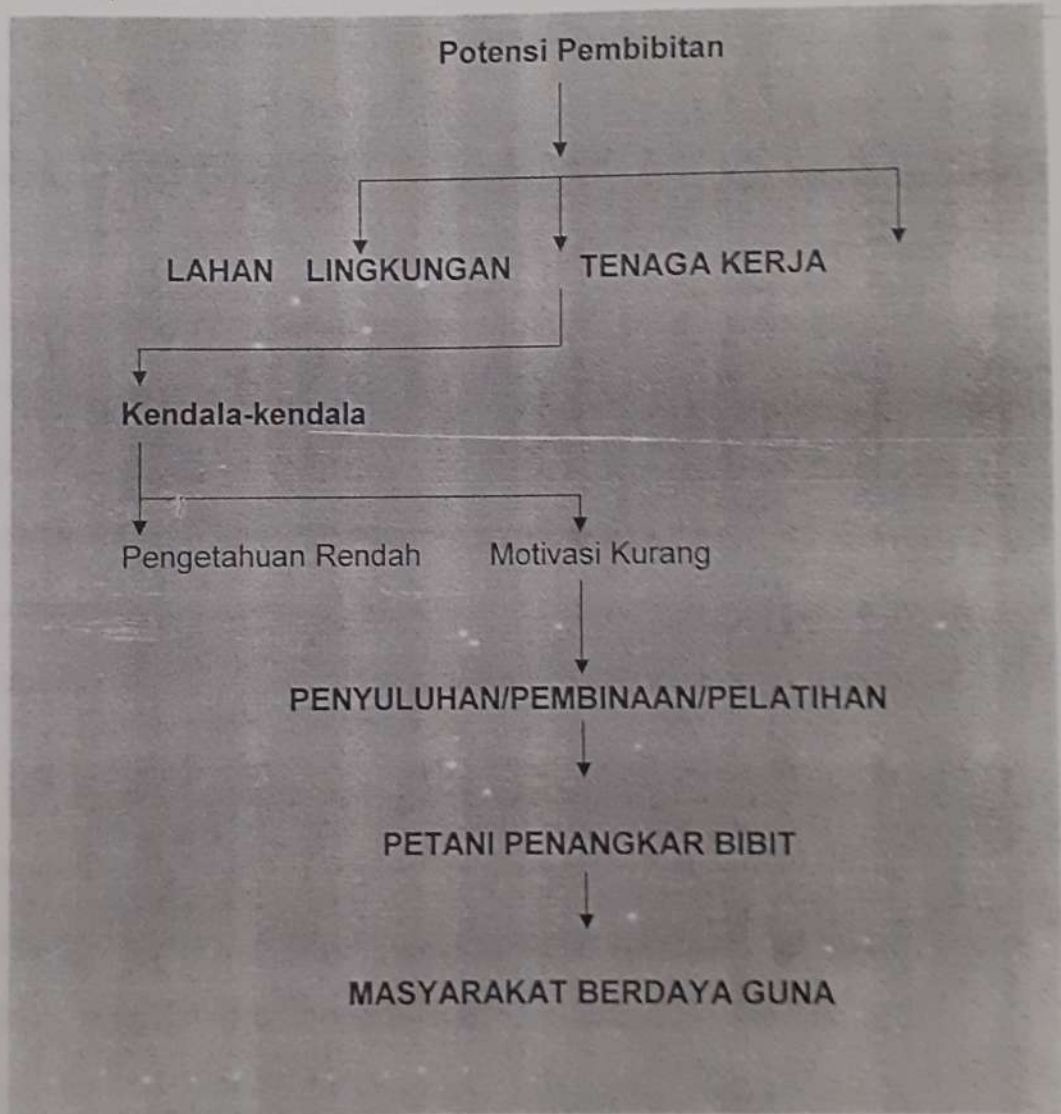 Potensi Pembibitan
LAHAN LINGKUNGAN TENAGA KERJA
Kendala-kendala
Pengetahuan Rendah Motivasi Kurang
PENYULUHAN/PEMBINAAN/PELATIHAN
PETANI PENANGKAR BIBIT
MASYARAKAT BERDAYA GUNA